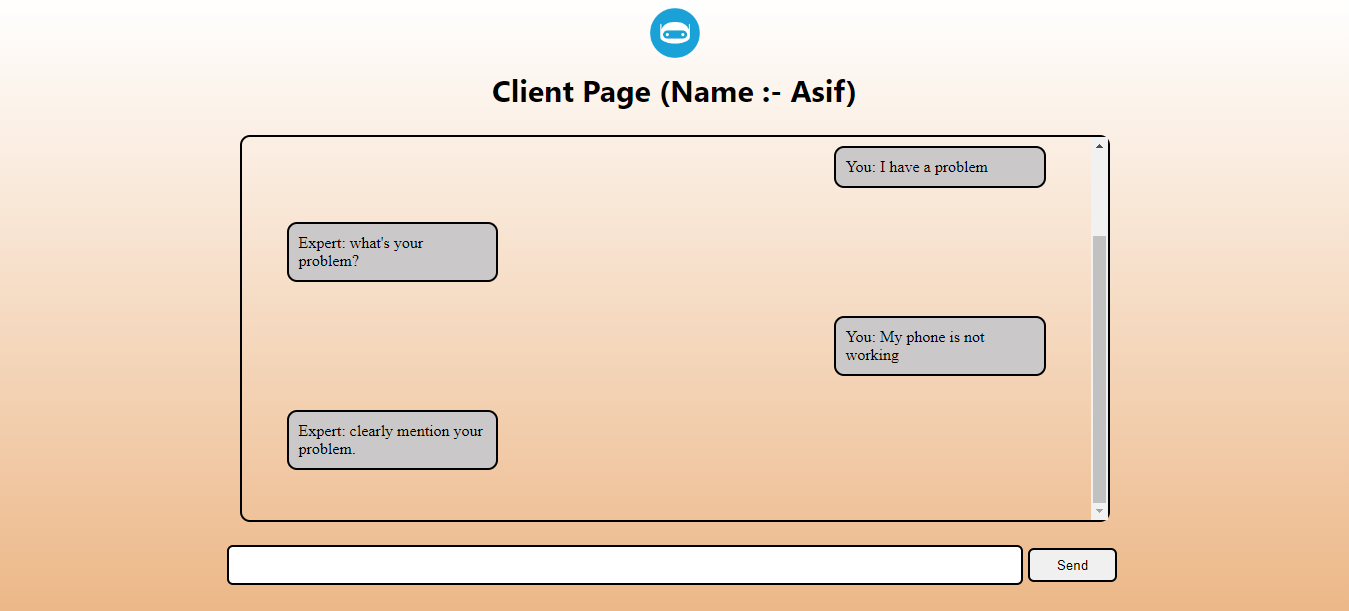 Client Page (Name :- Asif)
You: I have a problem
Expert: what's your
problem?
You: My phone is not
working
Expert: clearly mention your
problem.
Send